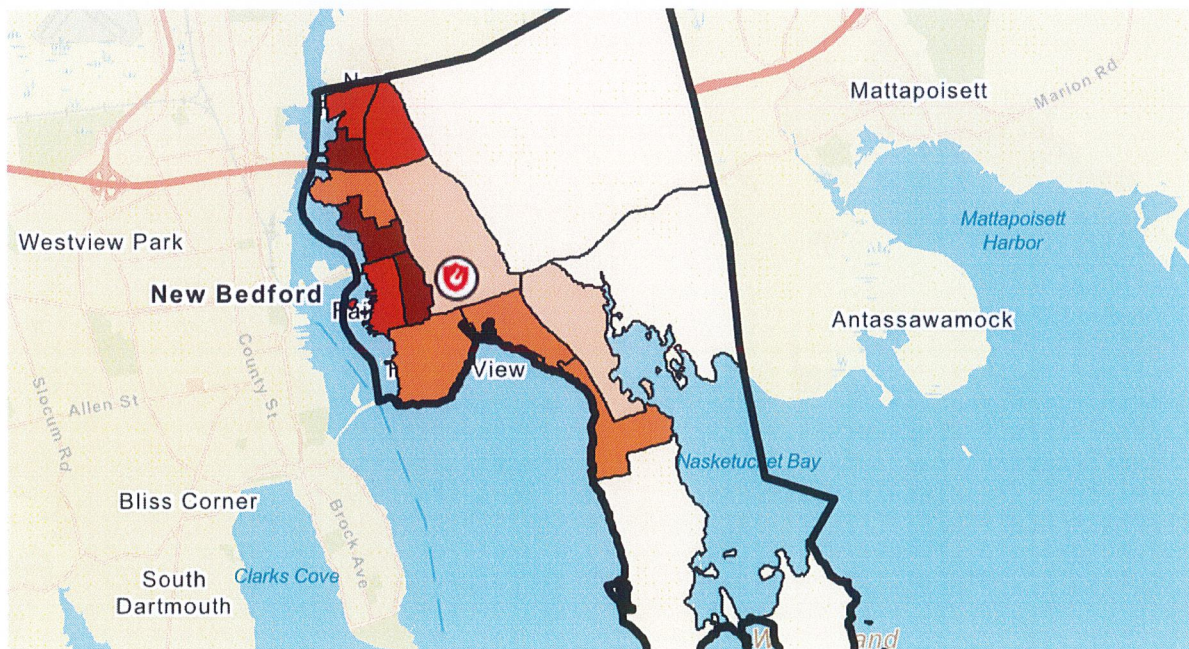 Mattapoisett
Marion Rd
Mattapoisett
Harbor
Westview Park
New Bedford
Antassawamock
View
County St
Slocum Rd
Allen St
Nasketucket Bay
Bliss Corner
Brock Ave
South
Dartmouth
Clarks Cove